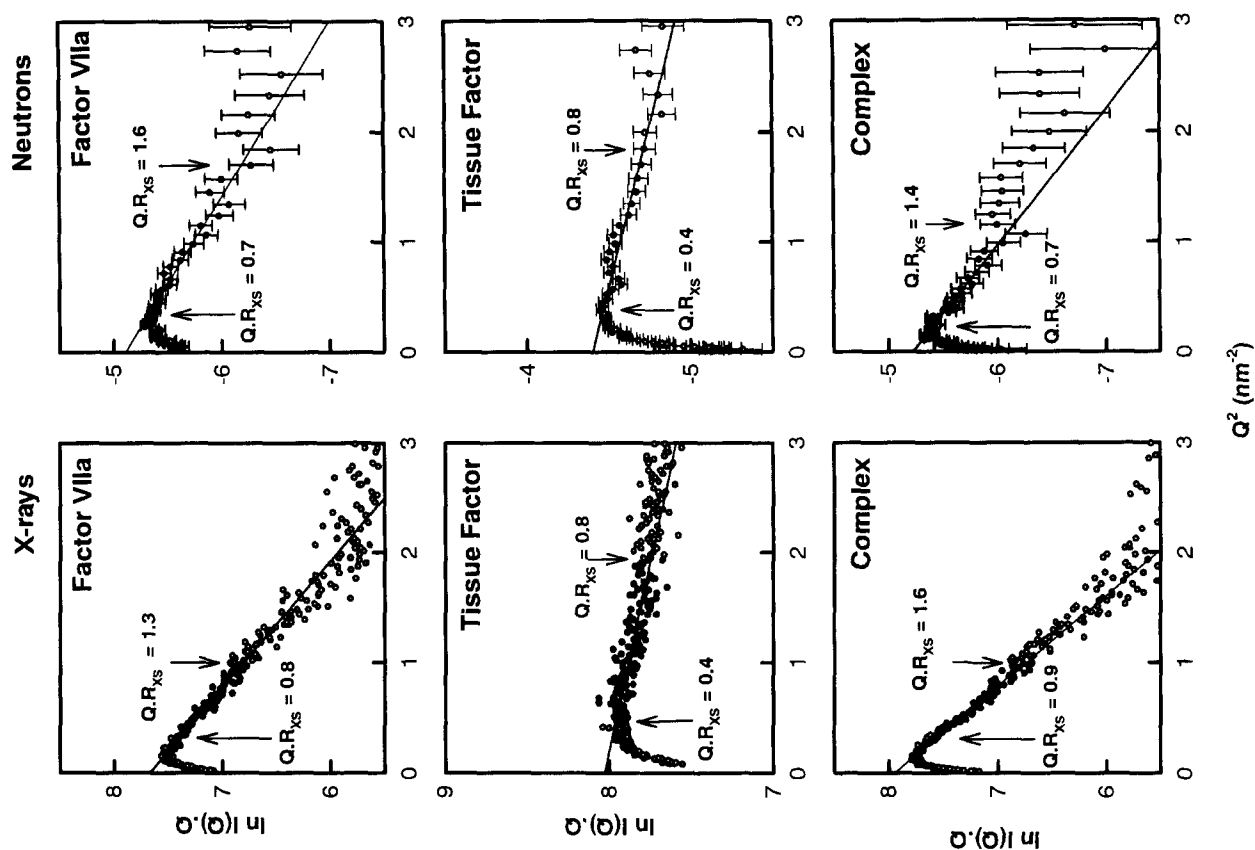 X-rays
Neutrons
Factor VIIa
Q.R_XS = 1.3
Q.R_XS = 0.8
8
7
6
0
1
2
3
ln I(Q).Q
Factor VIIa
Q.R_XS = 1.6
Q.R_XS = 0.7
-5
-6
-7
0
1
2
3
Tissue Factor
Q.R_XS = 0.8
Q.R_XS = 0.4
9
8
7
0
1
2
3
ln I(Q).Q
Tissue Factor
Q.R_XS = 0.8
Q.R_XS = 0.4
-4
-5
0
1
2
3
Complex
Q.R_XS = 1.6
Q.R_XS = 0.9
8
7
6
0
1
2
3
ln I(Q).Q
Complex
Q.R_XS = 1.4
Q.R_XS = 0.7
-5
-6
-7
0
1
2
3
Q² (nm⁻²)